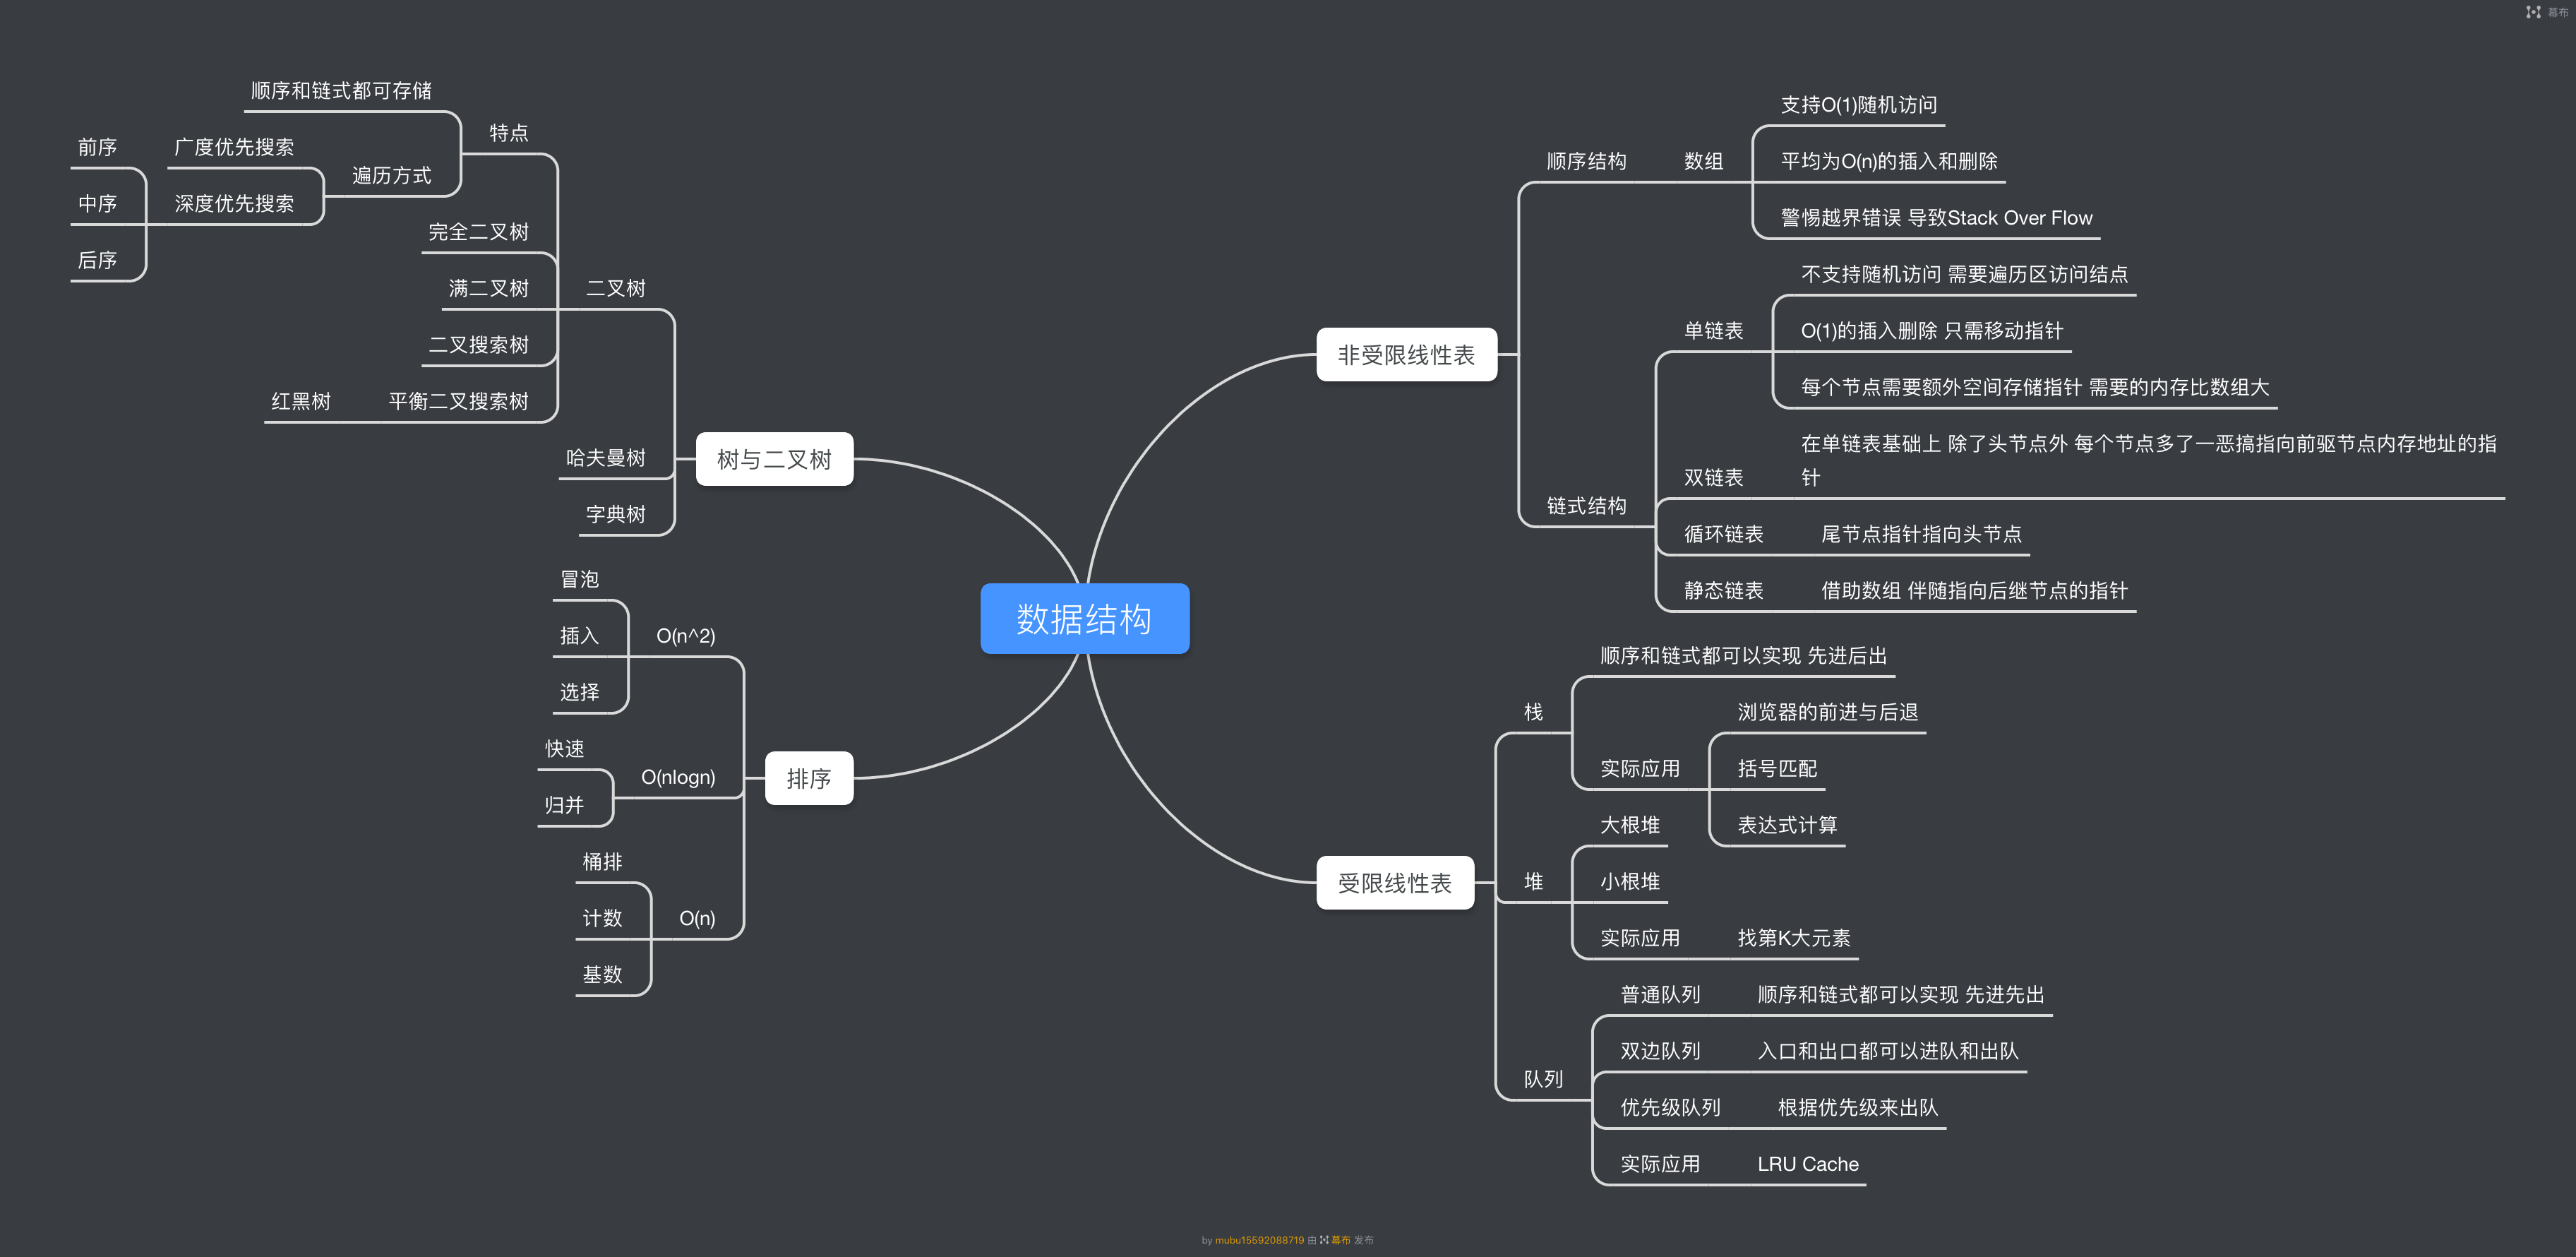 幕布
数据结构
非受限线性表
顺序结构
数组
支持O(1)随机访问
平均为O(n)的插入和删除
警惕越界错误 导致Stack Over Flow
链式结构
单链表
不支持随机访问 需要遍历区访问结点
O(1)的插入删除 只需移动指针
每个节点需要额外空间存储指针 需要的内存比数组大
双链表
在单链表基础上 除了头节点外 每个节点多了一恶搞指向前驱节点内存地址的指
针
循环链表
尾节点指针指向头节点
静态链表
借助数组 伴随指向后继节点的指针
受限线性表
栈
顺序和链式都可以实现 先进后出
实际应用
浏览器的前进与后退
括号匹配
表达式计算
堆
大根堆
小根堆
实际应用
找第K大元素
队列
普通队列
顺序和链式都可以实现 先进先出
双边队列
入口和出口都可以进队和出队
优先级队列
根据优先级来出队
实际应用
LRU Cache
树与二叉树
二叉树
特点
顺序和链式都可存储
遍历方式
广度优先搜索
深度优先搜索
前序
中序
后序
完全二叉树
满二叉树
二叉搜索树
平衡二叉搜索树
红黑树
哈夫曼树
字典树
排序
O(n^2)
冒泡
插入
选择
O(nlogn)
快速
归并
O(n)
桶排
计数
基数
by mubu15592088719 由 幕布 发布